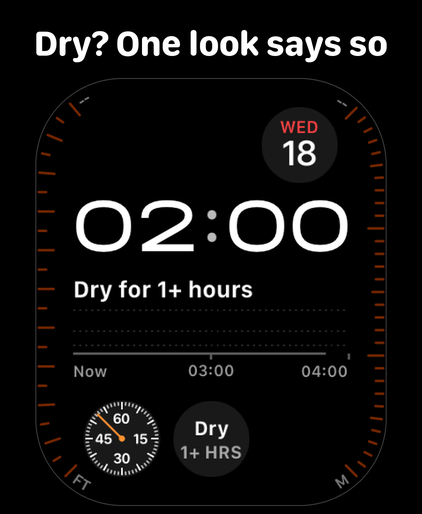 Dry? One look says so
WED
18
02:00
Dry for 1+ hours
Now 03:00 04:00
60
45 15
30
Dry
1+ HRS
FT M